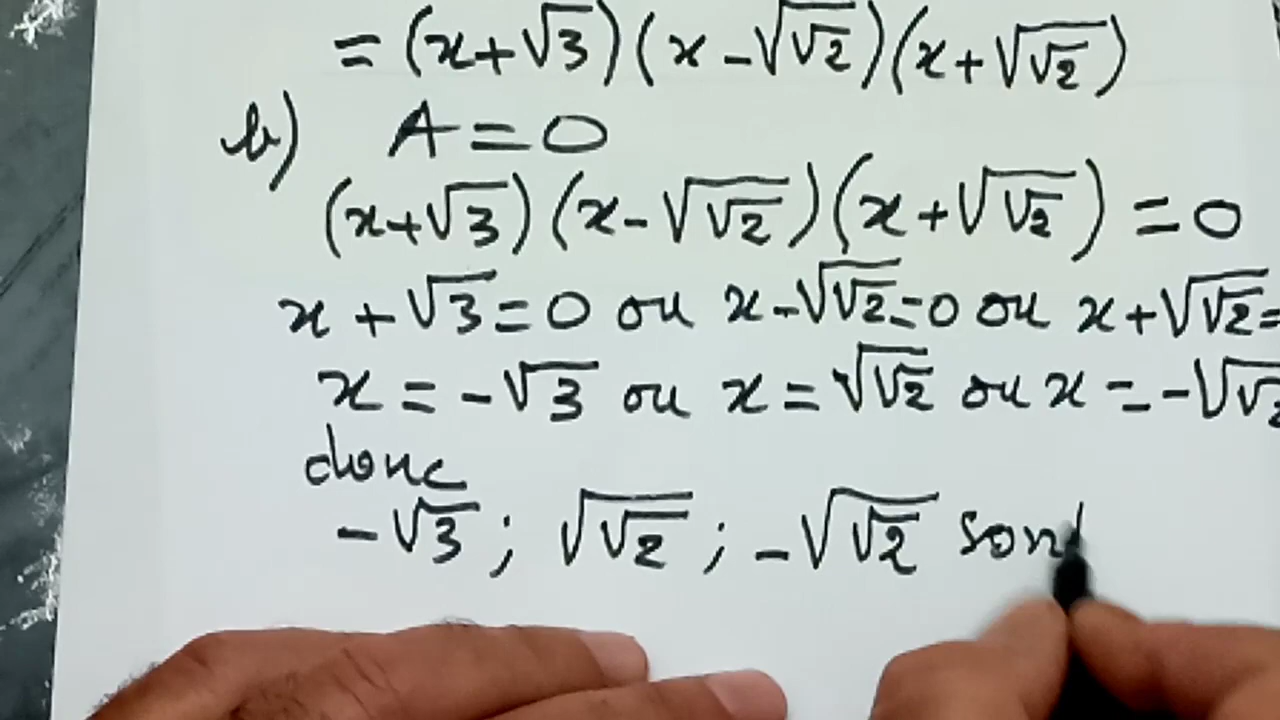 = (x+√3)(x-√√2)(x+√√2)
b) A=0
(x+√3)(x-√√2)(x+√√2)=0
x+√3=0 ou x-√√2=0 ou x+√√2=
x=-√3 ou x=√√2 ou x=-√√2
donc
-√3; √√2; -√√2 sont